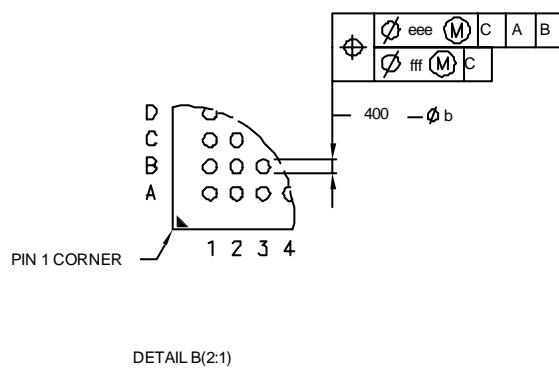 Ø eee Ⓜ C A B
Ø fff Ⓜ C
400 — Ø b
D
C
B
A
1 2 3 4
PIN 1 CORNER
DETAIL B(2:1)